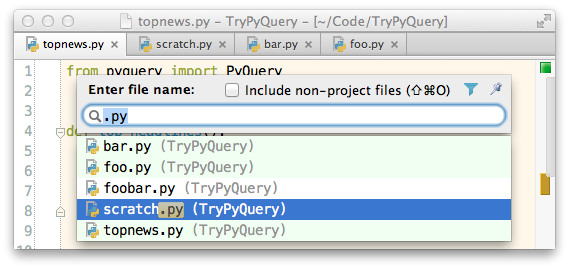 topnews.py – TryPyQuery – [~/Code/TryPyQuery]
topnews.py × scratch.py × bar.py × foo.py ×
1 from pyquery import PyQuery
Enter file name: Include non-project files (⇧⌘O)
.py
4
bar.py (TryPyQuery)
5
foo.py (TryPyQuery)
6
foobar.py (TryPyQuery)
7
scratch.py (TryPyQuery)
8
topnews.py (TryPyQuery)
9
2
3